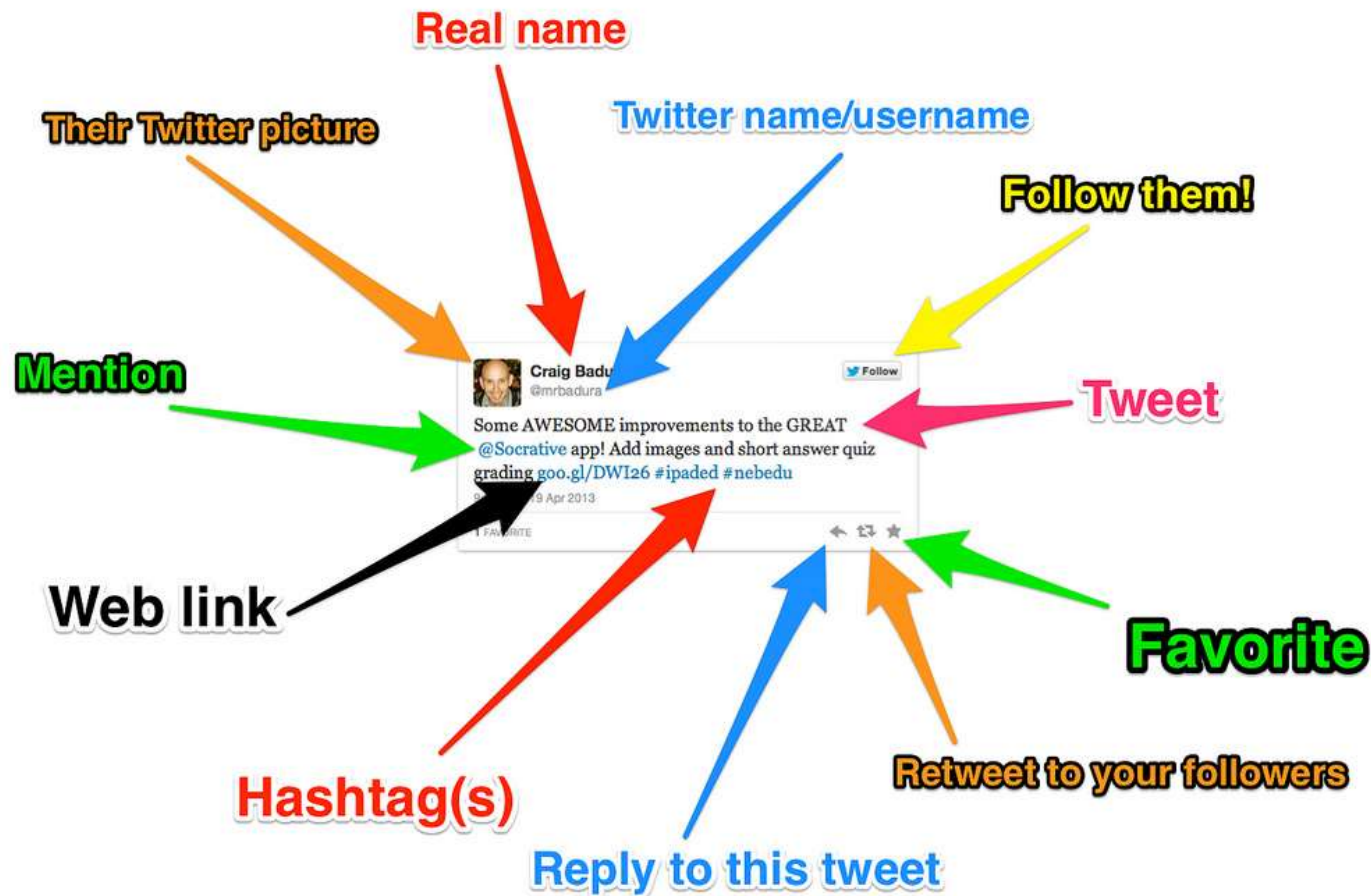 Real name
Their Twitter picture
Twitter name/username
Follow them!
Mention
Craig Badu
@mrbadura
Follow
Tweet
Some AWESOME improvements to the GREAT
@Socrative app! Add images and short answer quiz
grading goo.gl/DWI26 #ipaded #nebedu
19 Apr 2013
1
Web link
Favorite
Retweet to your followers
Hashtag(s)
Reply to this tweet